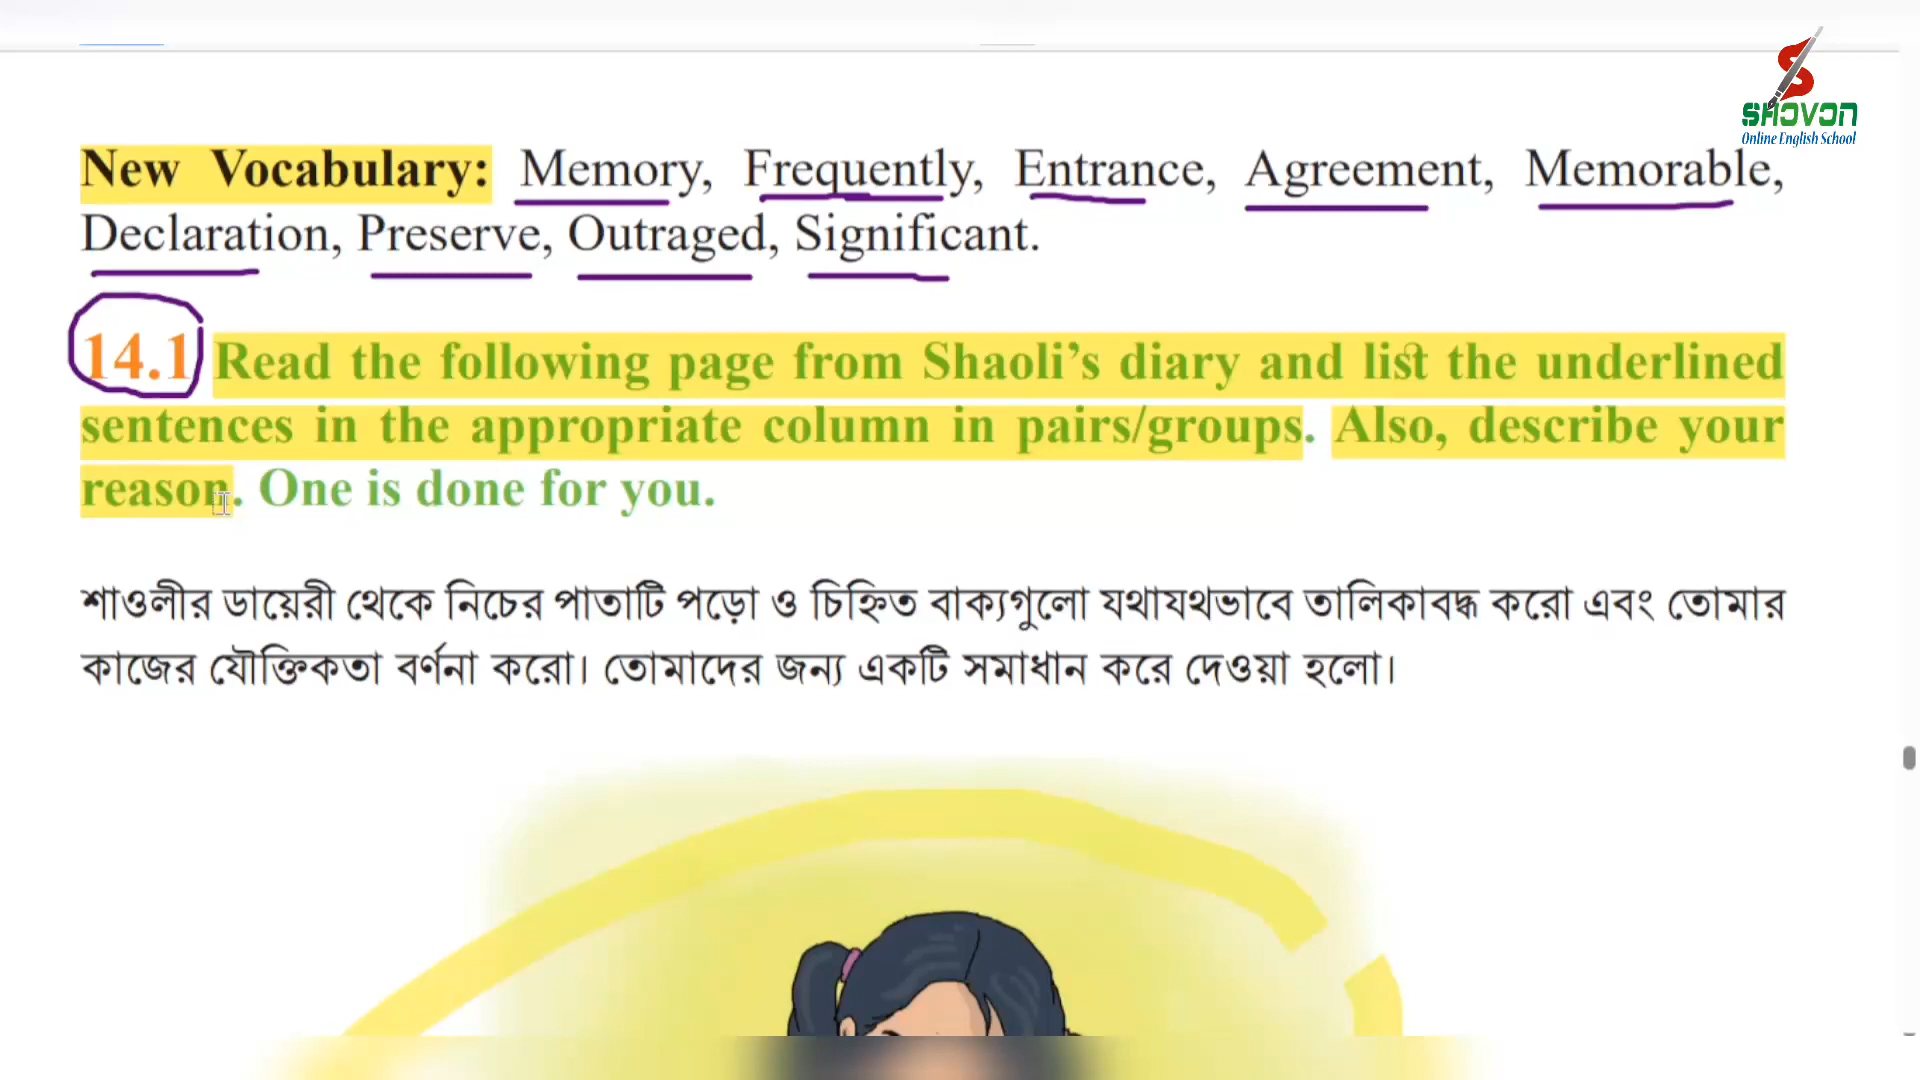 SHOVON
Online English School
New Vocabulary: Memory, Frequently, Entrance, Agreement, Memorable,
Declaration, Preserve, Outraged, Significant.
14.1 Read the following page from Shaoli’s diary and list the underlined
sentences in the appropriate column in pairs/groups. Also, describe your
reason. One is done for you.
শাওলীর ডায়েরী থেকে নিচের পাতাটি পড়ো ও চিহ্নিত বাক্যগুলো যথাযথভাবে তালিকাবদ্ধ করো এবং তোমার
কাজের যৌক্তিকতা বর্ণনা করো। তোমাদের জন্য একটি সমাধান করে দেওয়া হলো।